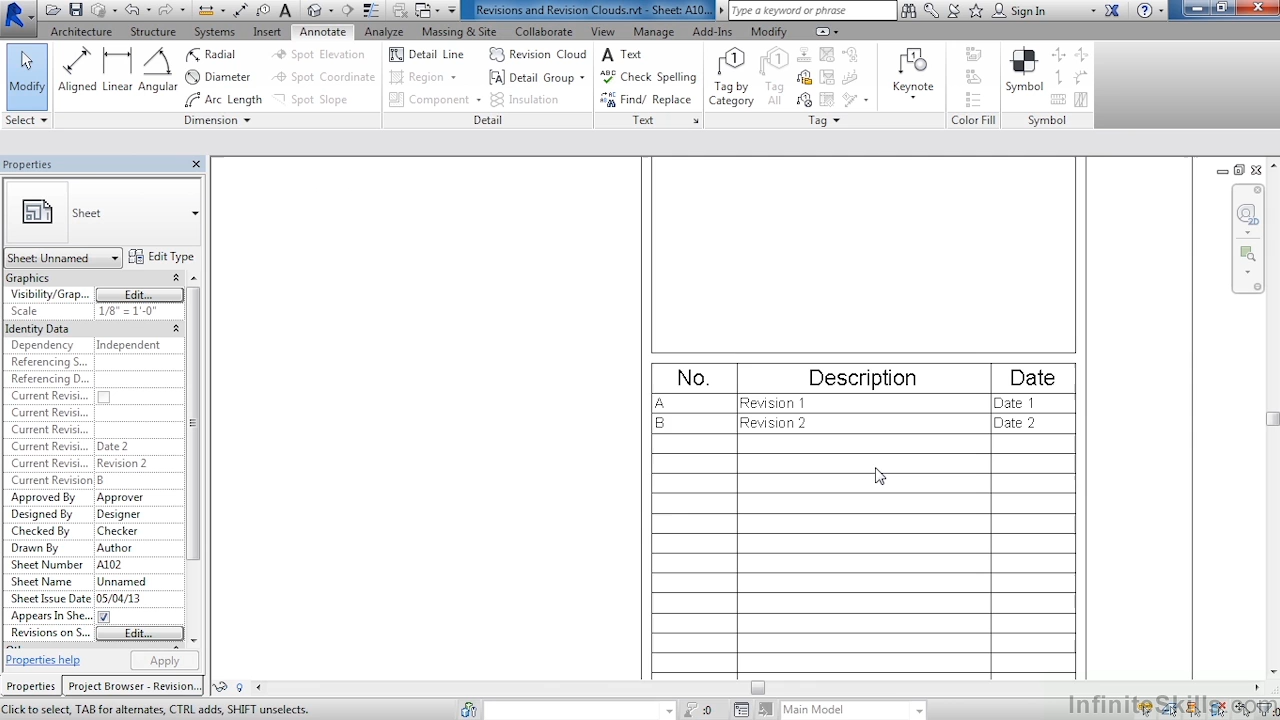 Revisions and Revision Clouds.rvt - Sheet: A10...
Type a keyword or phrase
Sign In
Architecture Structure Systems Insert Annotate Analyze Massing & Site Collaborate View Manage Add-Ins Modify
Modify
Select
Aligned
Linear
Angular
Radial
Diameter
Arc Length
Spot Elevation
Spot Coordinate
Spot Slope
Dimension
Detail Line
Region
Component
Revision Cloud
Detail Group
Insulation
Detail
Text
Check Spelling
Find/ Replace
Text
Tag by
Category
Tag
All
Tag
Keynote
Color Fill
Symbol
Symbol
Properties
Sheet
Sheet: Unnamed
Edit Type
Graphics
Visibility/Grap... Edit...
Scale 1/8" = 1'-0"
Identity Data
Dependency Independent
Referencing S...
Referencing D...
Current Revisi...
Current Revisi...
Current Revisi...
Current Revisi... Date 2
Current Revisi... Revision 2
Current Revision B
Approved By Approver
Designed By Designer
Checked By Checker
Drawn By Author
Sheet Number A102
Sheet Name Unnamed
Sheet Issue Date 05/04/13
Appears In She...
Revisions on S... Edit...
Properties help
Apply
Properties
Project Browser - Revision...
No. Description Date
A Revision 1 Date 1
B Revision 2 Date 2
2D
Click to select, TAB for alternates, CTRL adds, SHIFT unselects.
:0
Main Model
InfiniteSkills.com